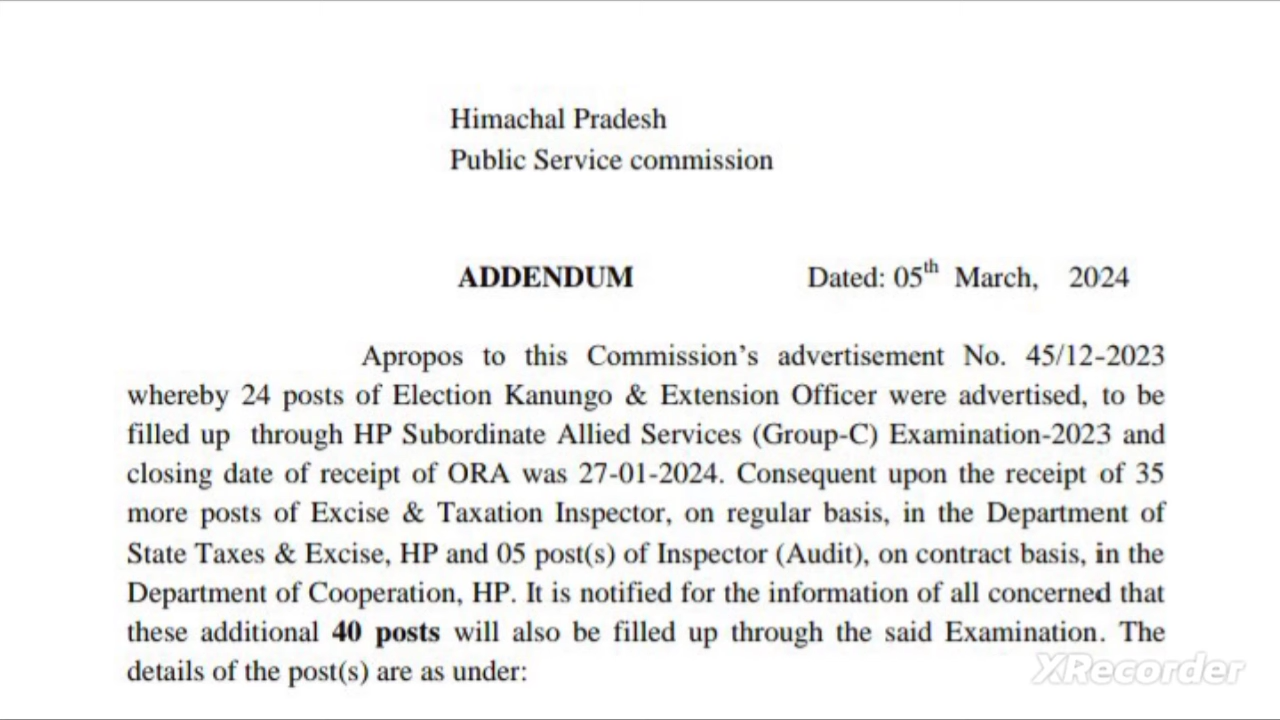 Himachal Pradesh
Public Service commission
ADDENDUM Dated: 05th March, 2024
Apropos to this Commission’s advertisement No. 45/12-2023
whereby 24 posts of Election Kanungo & Extension Officer were advertised, to be
filled up through HP Subordinate Allied Services (Group-C) Examination-2023 and
closing date of receipt of ORA was 27-01-2024. Consequent upon the receipt of 35
more posts of Excise & Taxation Inspector, on regular basis, in the Department of
State Taxes & Excise, HP and 05 post(s) of Inspector (Audit), on contract basis, in the
Department of Cooperation, HP. It is notified for the information of all concerned that
these additional 40 posts will also be filled up through the said Examination. The
details of the post(s) are as under:
XRecorder